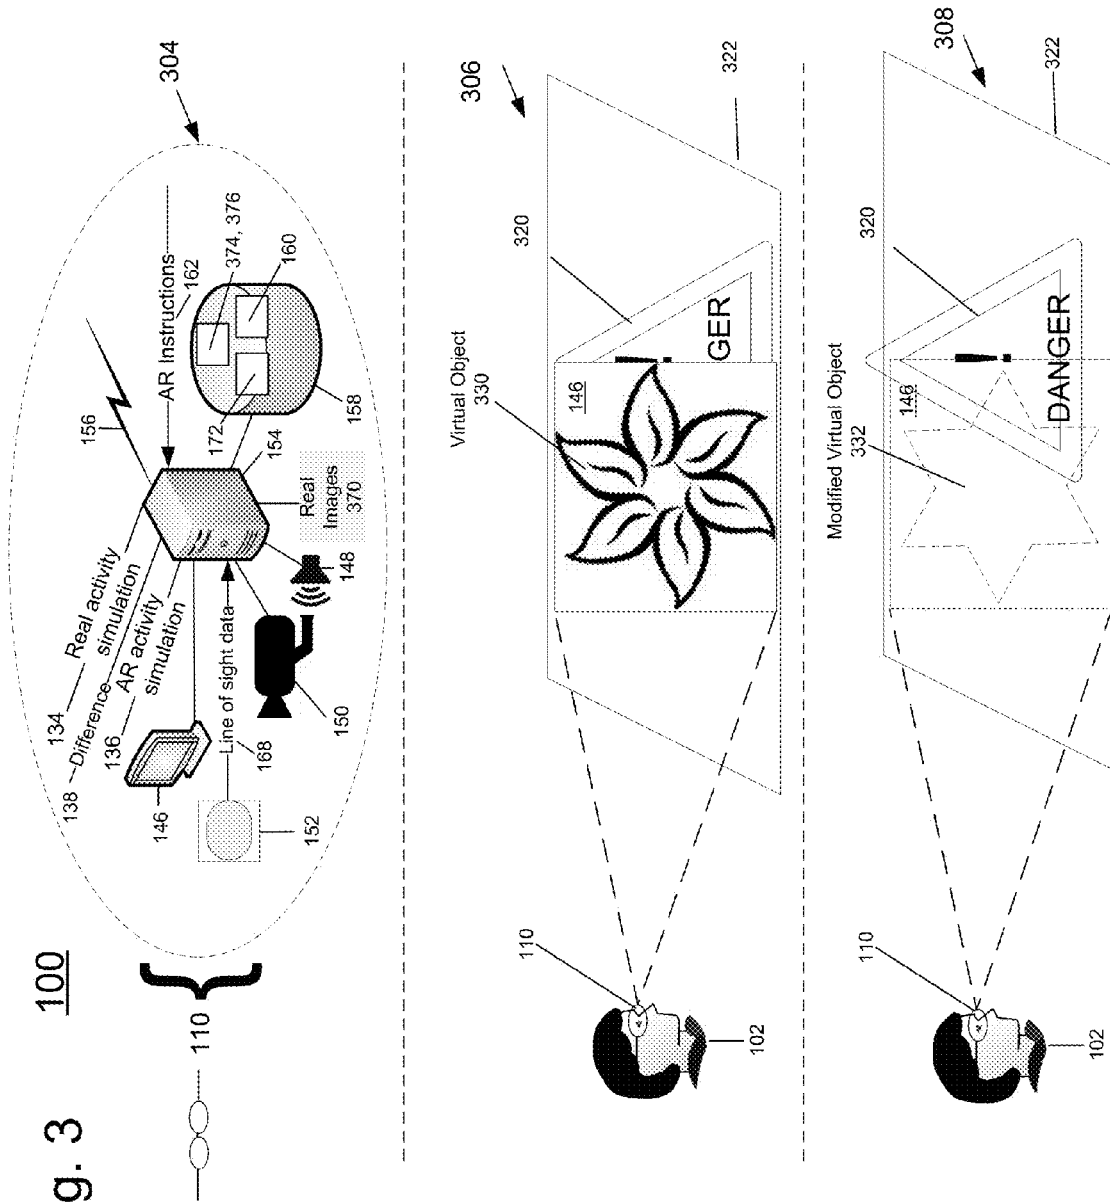 g. 3
100
110
304
156
AR Instructions
162
374, 376
160
172
158
154
Real
Images
370
148
150
134
Real activity
simulation
138
Difference
136
AR activity
simulation
146
Line of sight data
168
152
306
Virtual Object
330
146
320
322
GER
!
110
102
308
Modified Virtual Object
332
146
320
322
!
DANGER
110
102